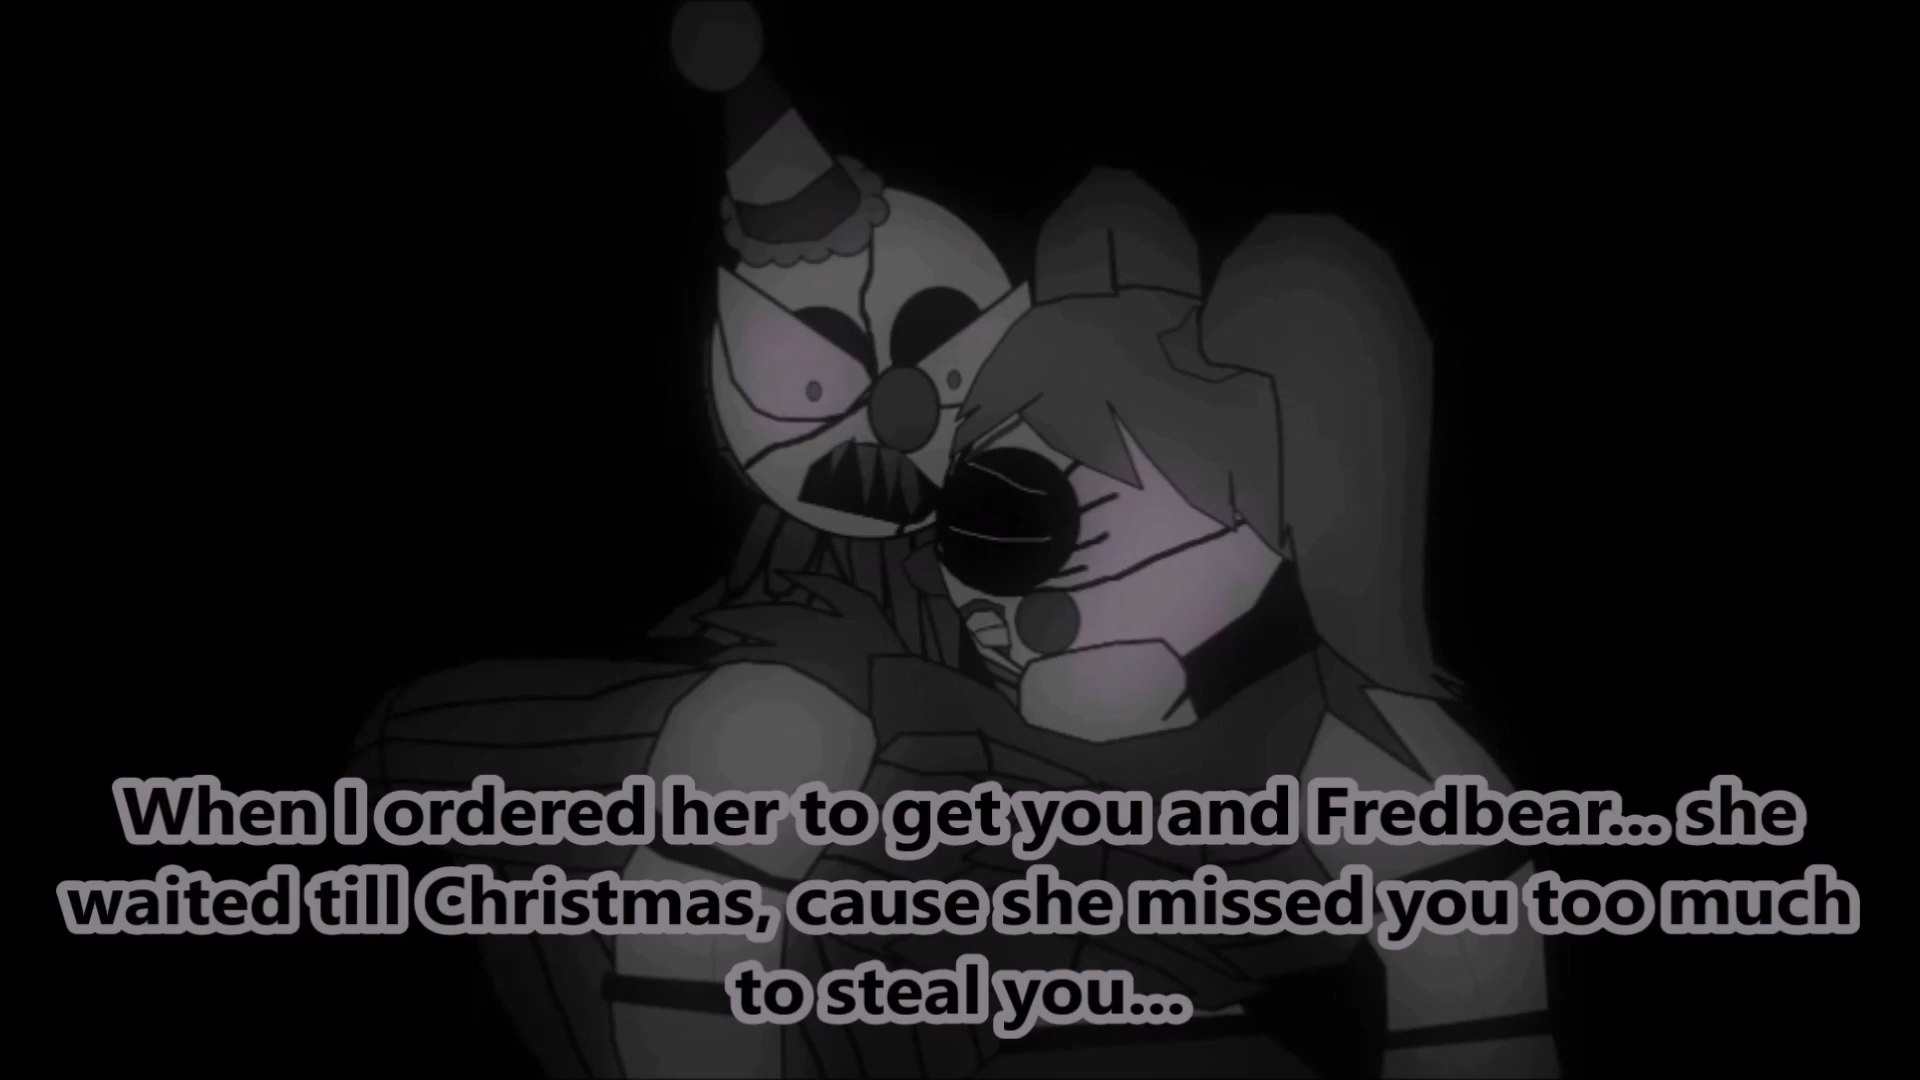 When I ordered her to get you and Fredbear... she
waited till Christmas, cause she missed you too much
to steal you...